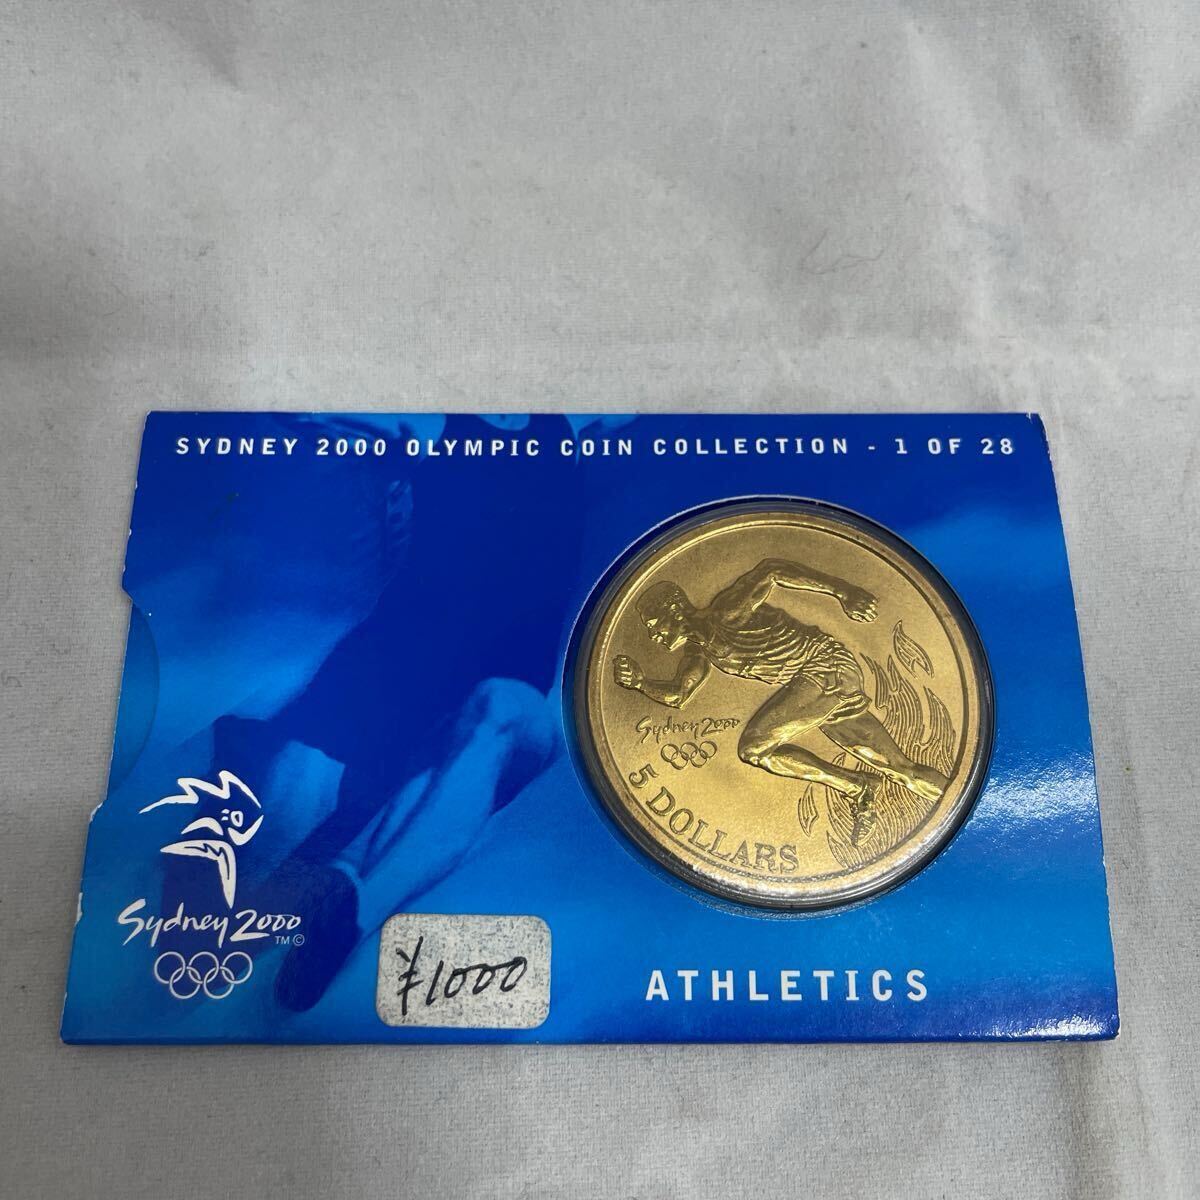 SYDNEY 2000 OLYMPIC COIN COLLECTION - 1 OF 28
Sydney 2000
5 DOLLARS
Sydney 2000 TM©
¥1000
ATHLETICS